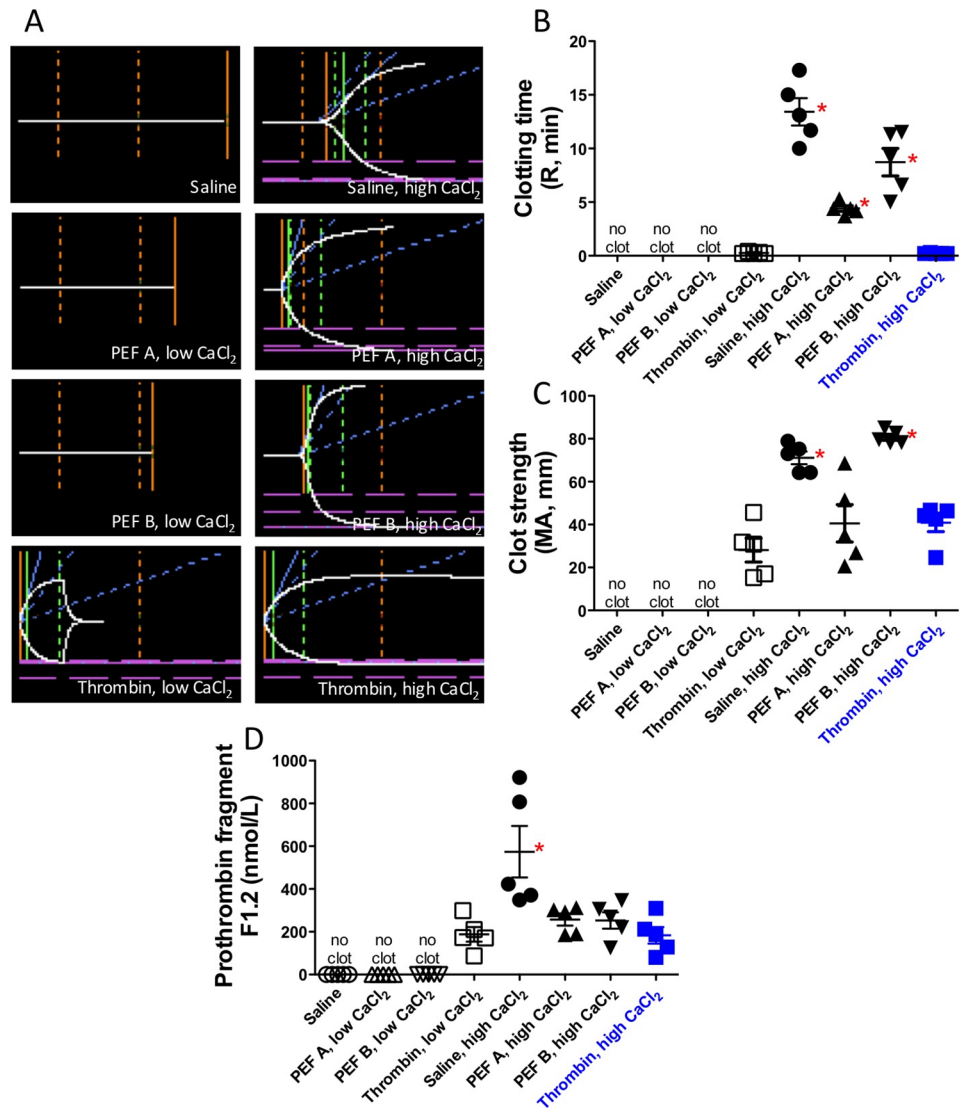 A
Saline
Saline, high CaCl₂
PEF A, low CaCl₂
PEF A, high CaCl₂
PEF B, low CaCl₂
PEF B, high CaCl₂
Thrombin, low CaCl₂
Thrombin, high CaCl₂
B
Clotting time
(R, min)
20
15
10
5
0
no
clot
no
clot
no
clot
*
*
*
Saline
PEF A, low CaCl₂
PEF B, low CaCl₂
Thrombin, low CaCl₂
Saline, high CaCl₂
PEF A, high CaCl₂
PEF B, high CaCl₂
Thrombin, high CaCl₂
C
Clot strength
(MA, mm)
100
80
60
40
20
0
no
clot
no
clot
no
clot
*
*
Saline
PEF A, low CaCl₂
PEF B, low CaCl₂
Thrombin, low CaCl₂
Saline, high CaCl₂
PEF A, high CaCl₂
PEF B, high CaCl₂
Thrombin, high CaCl₂
D
Prothrombin fragment
F1.2 (nmol/L)
1000
800
600
400
200
0
no
clot
no
clot
no
clot
*
Saline
PEF A, low CaCl₂
PEF B, low CaCl₂
Thrombin, low CaCl₂
Saline, high CaCl₂
PEF A, high CaCl₂
PEF B, high CaCl₂
Thrombin, high CaCl₂